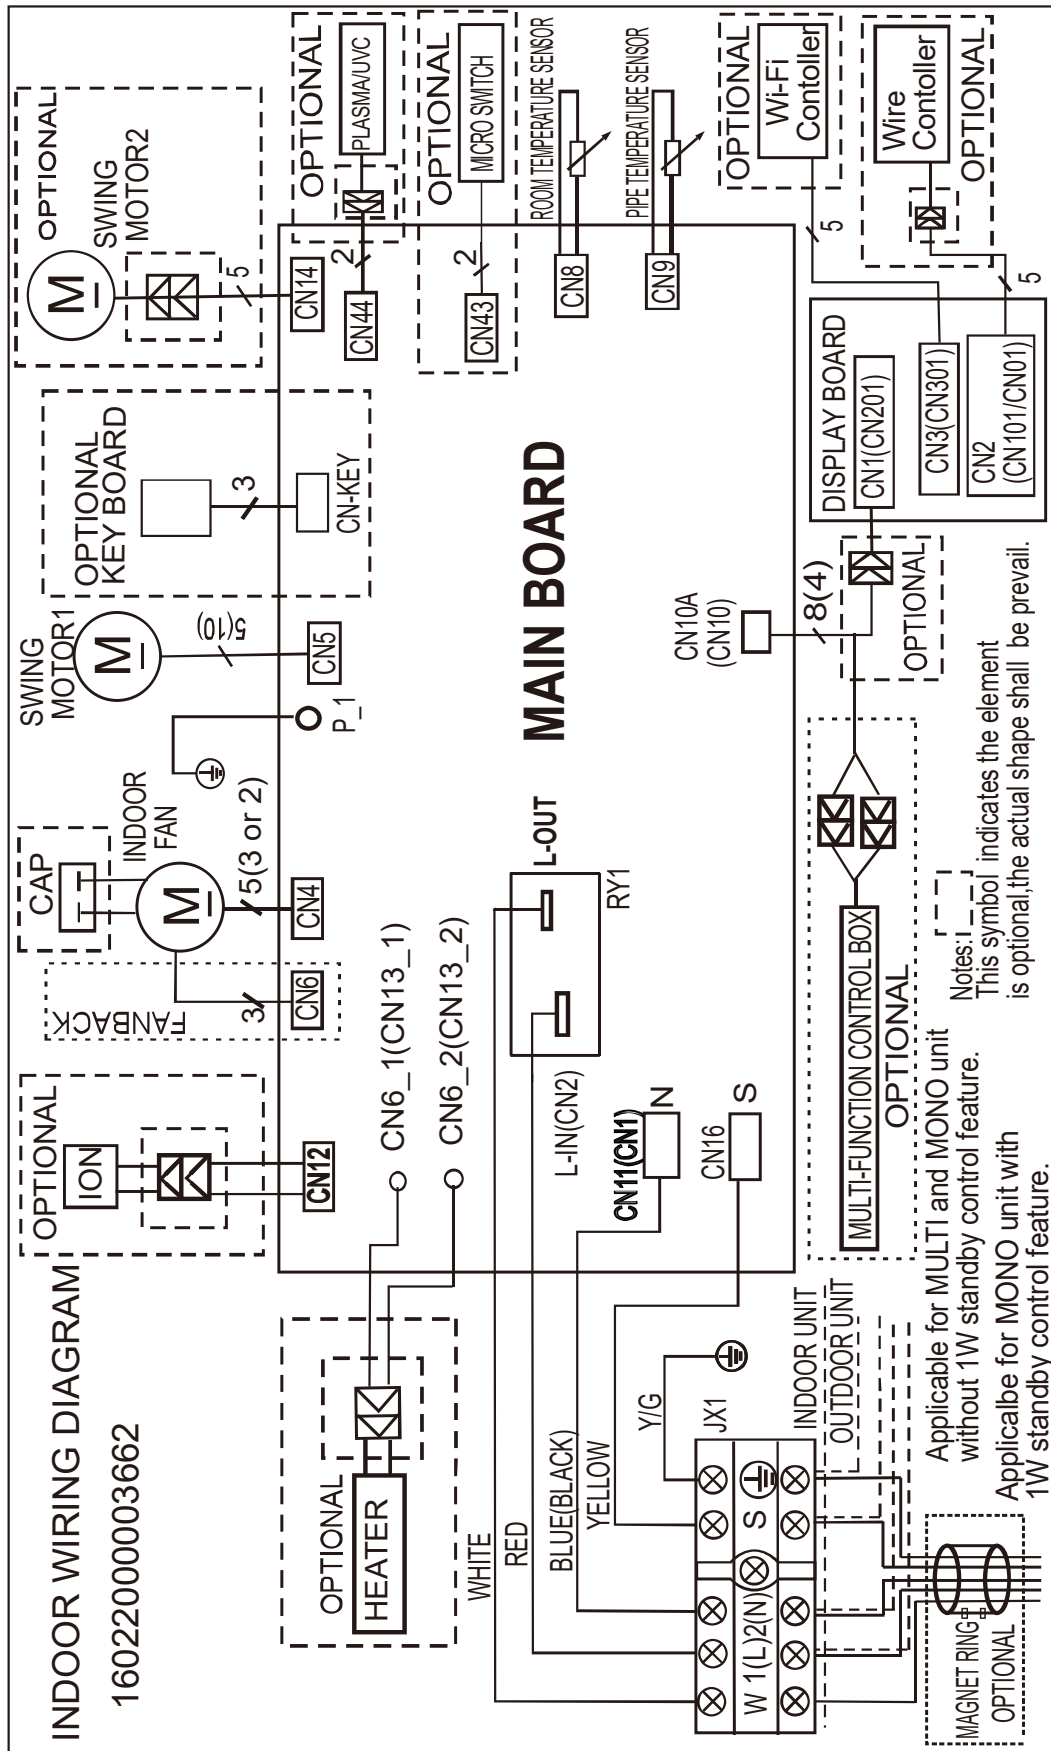 INDOOR WIRING DIAGRAM
16022000003662
OPTIONAL
ION
CN12
FANBACK
3
CN6
CAP
INDOOR
FAN
M
5(3 or 2)
CN4
P_1
SWING
MOTOR1
M
5(10)
CN5
OPTIONAL
KEY BOARD
3
CN-KEY
OPTIONAL
SWING
MOTOR2
M
5
CN14
OPTIONAL
PLASMA/UVC
2
CN44
OPTIONAL
MICRO SWITCH
2
CN43
ROOM TEMPERATURE SENSOR
CN8
PIPE TEMPERATURE SENSOR
CN9
OPTIONAL
Wi-Fi
Contoller
5
Wire
Controller
OPTIONAL
5
DISPLAY BOARD
CN1(CN201)
CN3(CN301)
CN2
(CN101/CN01)
OPTIONAL
8(4)
CN10A
(CN10)
MAIN BOARD
CN6_1(CN13_1)
CN6_2(CN13_2)
L-OUT
RY1
L-IN(CN2)
CN11(CN1)
N
CN16
S
OPTIONAL
HEATER
WHITE
RED
BLUE(BLACK)
YELLOW
Y/G
JX1
W 1(L)2(N)
S
INDOOR UNIT
OUTDOOR UNIT
MAGNET RING
OPTIONAL
MULTI-FUNCTION CONTROL BOX
OPTIONAL
Applicable for MULTI and MONO unit
without 1W standby control feature.
Applicalbe for MONO unit with
1W standby control feature.
Notes:
This symbol indicates the element
is optional,the actual shape shall be prevail.